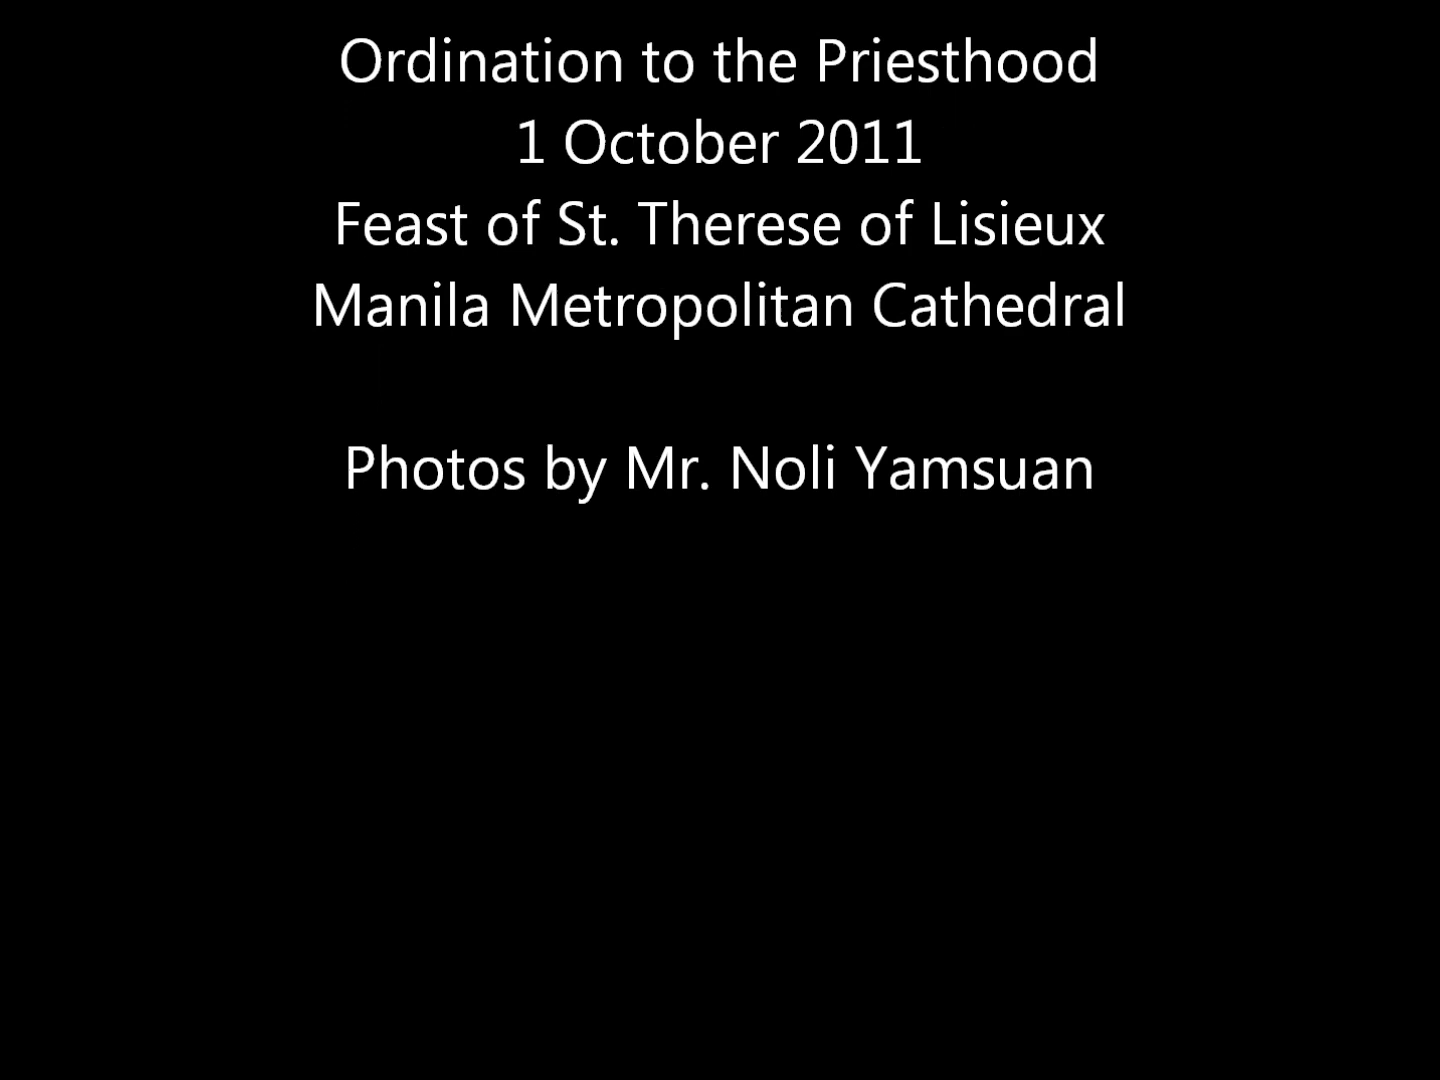 Ordination to the Priesthood
1 October 2011
Feast of St. Therese of Lisieux
Manila Metropolitan Cathedral
Photos by Mr. Noli Yamsuan